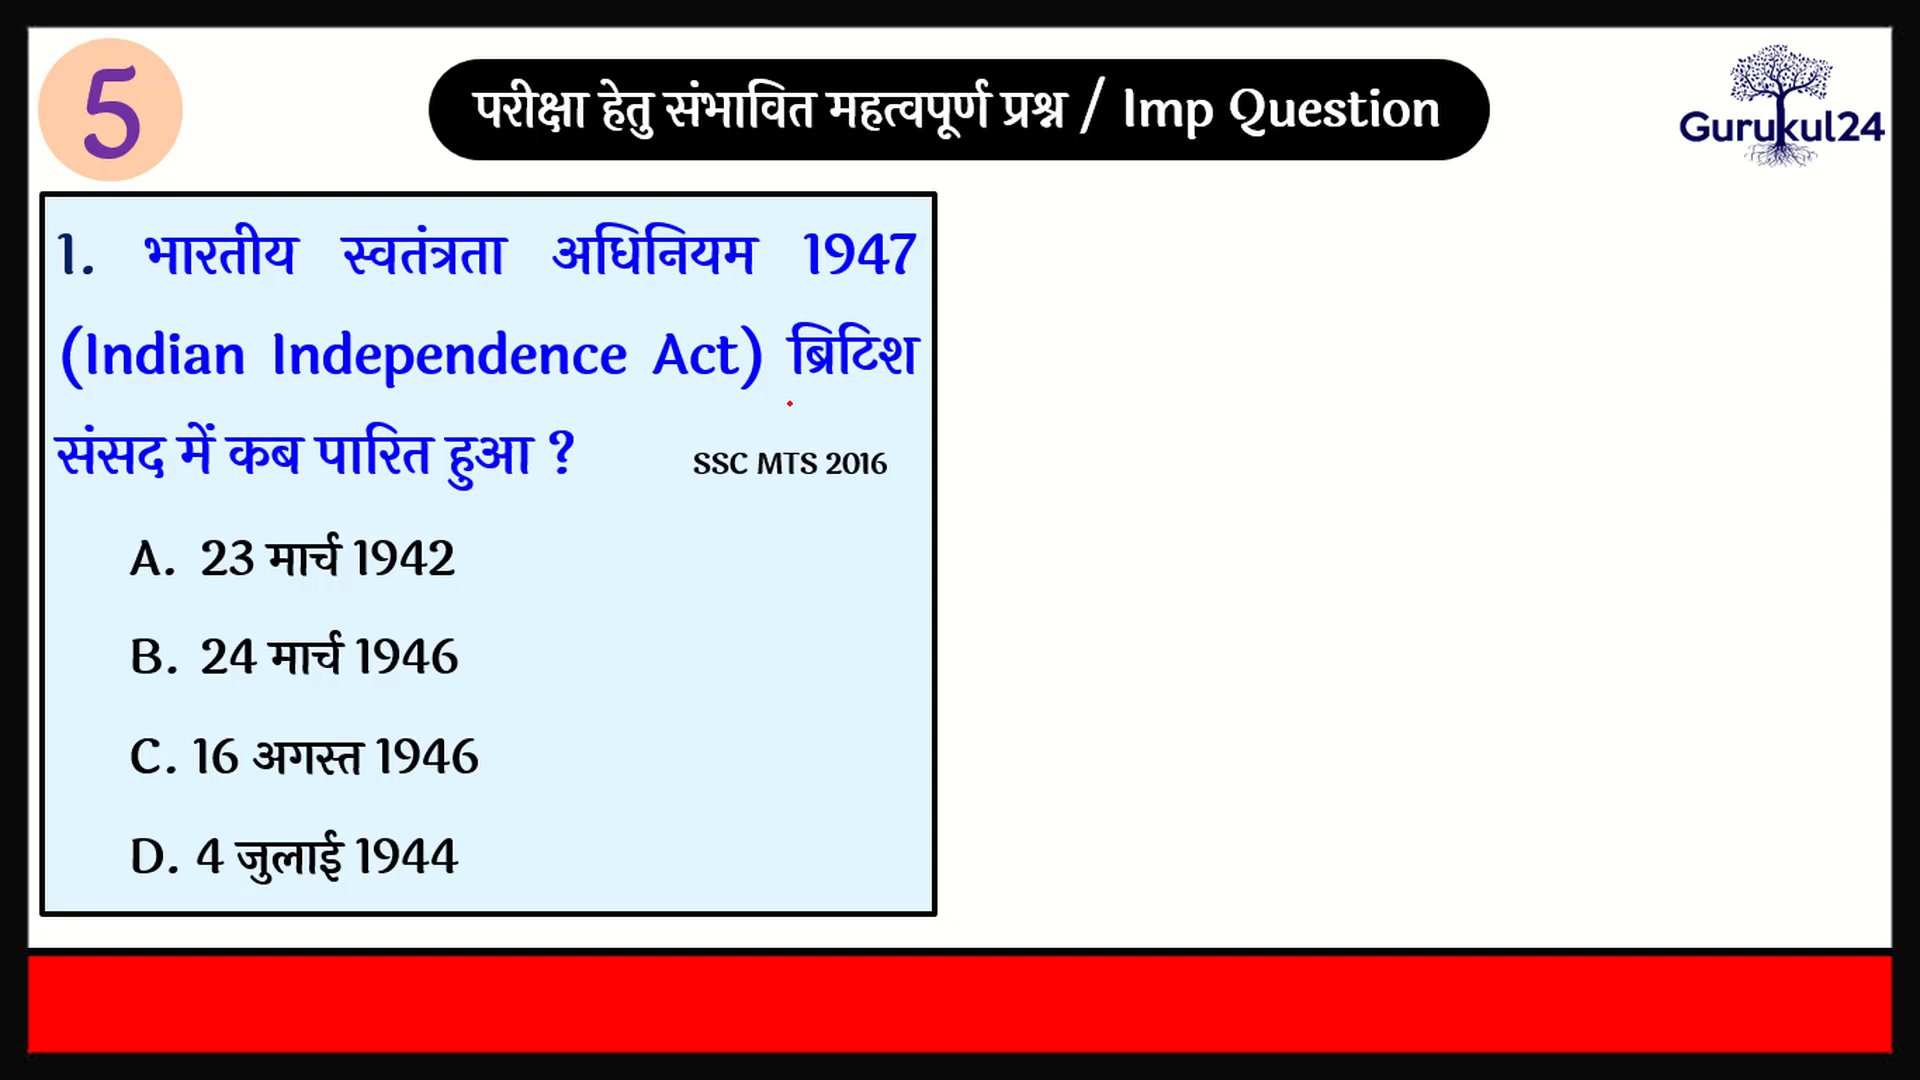 5
परीक्षा हेतु संभावित महत्वपूर्ण प्रश्न / Imp Question
Gurukul24
1. भारतीय स्वतंत्रता अधिनियम 1947
(Indian Independence Act) ब्रिटिश
संसद में कब पारित हुआ ? SSC MTS 2016
A. 23 मार्च 1942
B. 24 मार्च 1946
C. 16 अगस्त 1946
D. 4 जुलाई 1944